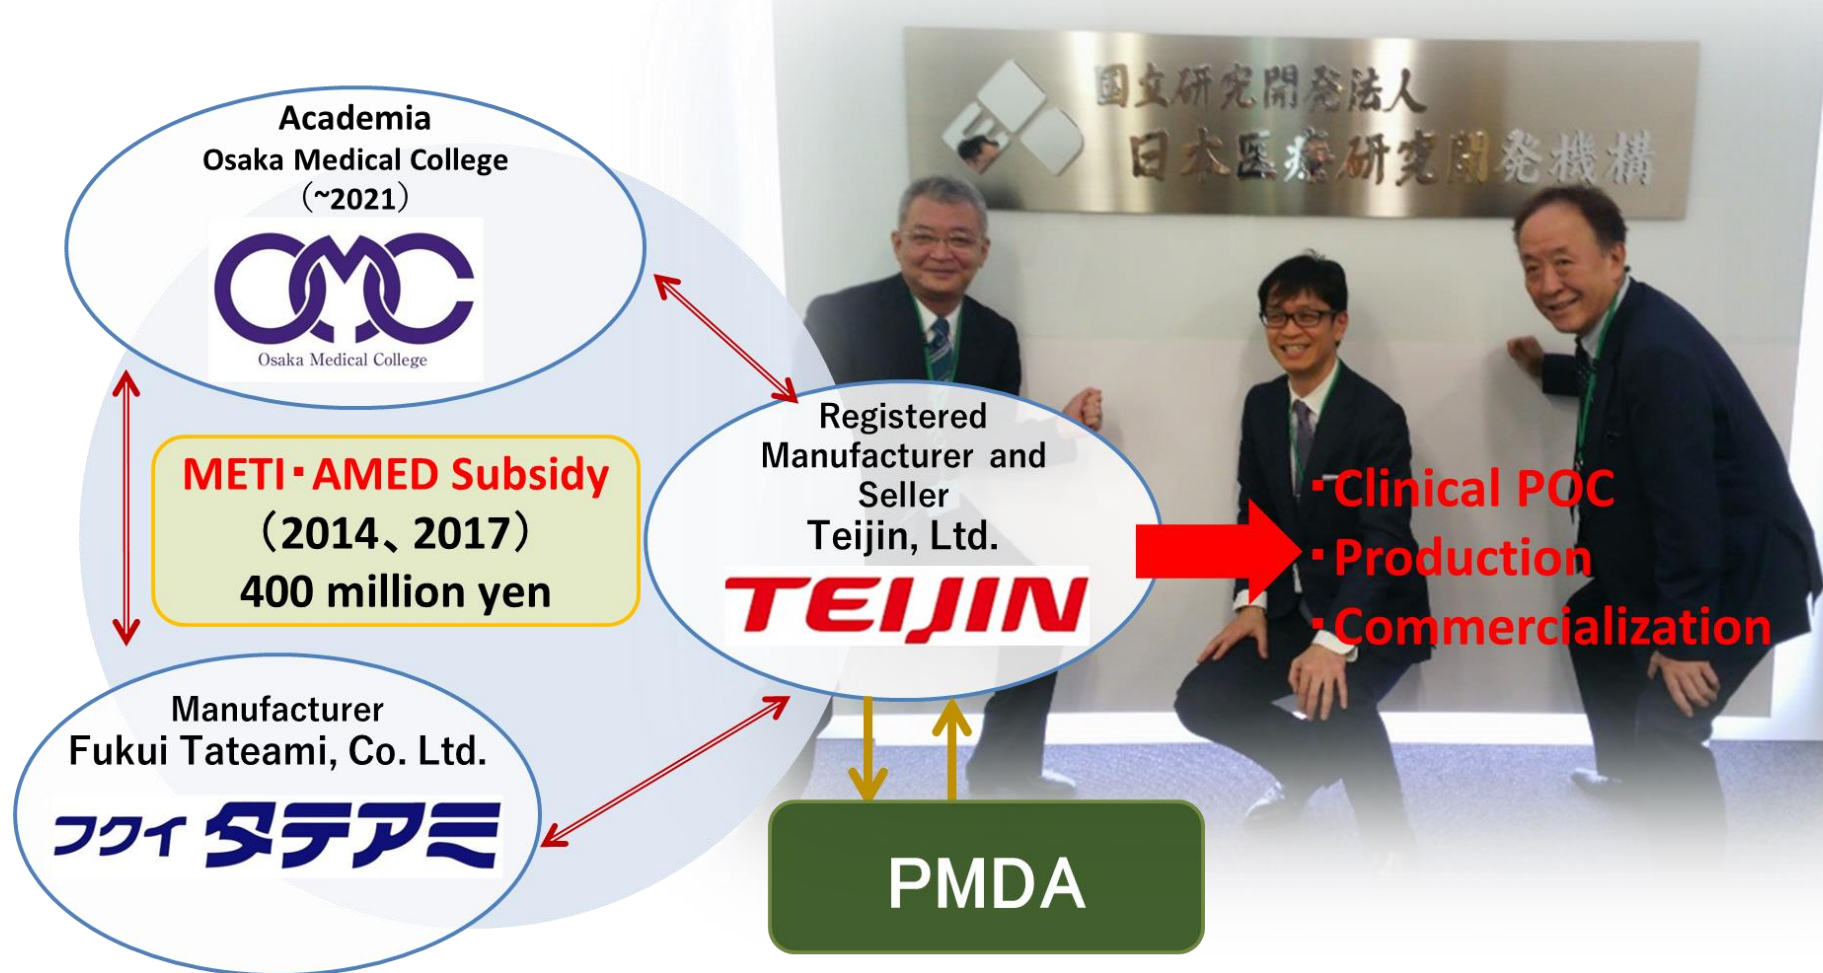 Academia
Osaka Medical College
（~2021）
OMC
Osaka Medical College
METI・AMED Subsidy
（2014、2017）
400 million yen
Manufacturer
Fukui Tateami, Co. Ltd.
フクイ タテアミ
Registered
Manufacturer and
Seller
Teijin, Ltd.
TEIJIN
PMDA
・Clinical POC
・Production
・Commercialization
国立研究開発法人
日本医療研究開発機構